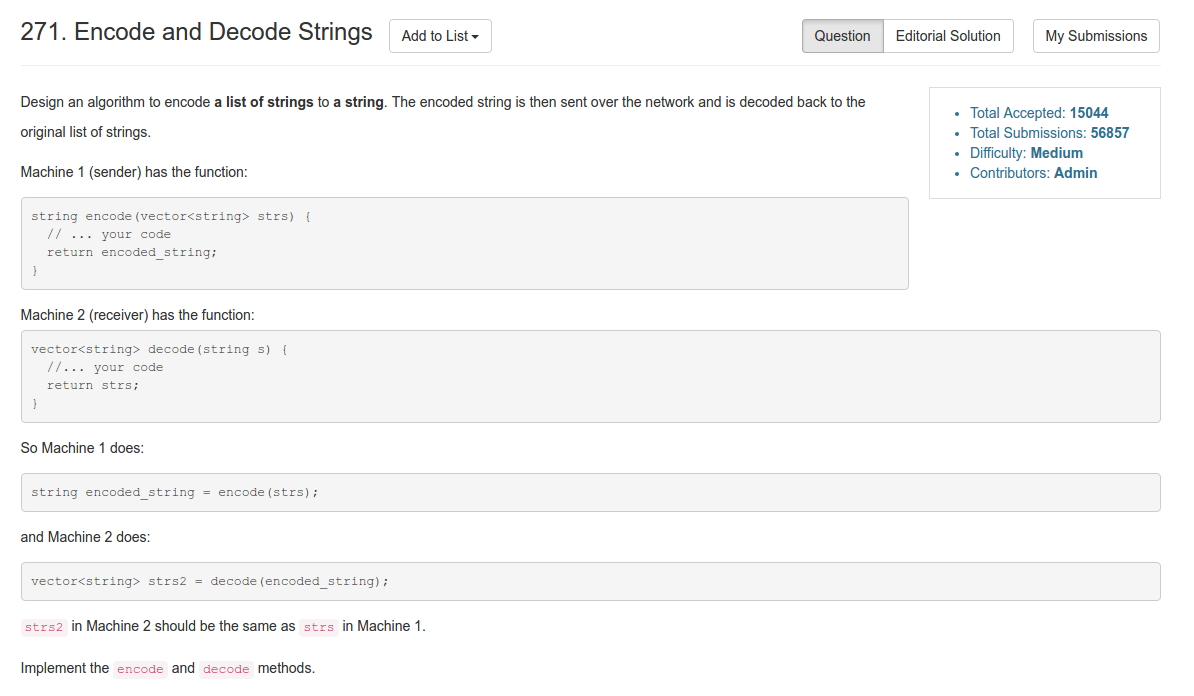 271. Encode and Decode Strings
Add to List
Question
Editorial Solution
My Submissions
Design an algorithm to encode a list of strings to a string. The encoded string is then sent over the network and is decoded back to the
original list of strings.
Total Accepted: 15044
Total Submissions: 56857
Difficulty: Medium
Contributors: Admin
Machine 1 (sender) has the function:
string encode(vector<string> strs) {
  // ... your code
  return encoded_string;
}
Machine 2 (receiver) has the function:
vector<string> decode(string s) {
  //... your code
  return strs;
}
So Machine 1 does:
string encoded_string = encode(strs);
and Machine 2 does:
vector<string> strs2 = decode(encoded_string);
strs2 in Machine 2 should be the same as strs in Machine 1.
Implement the encode and decode methods.